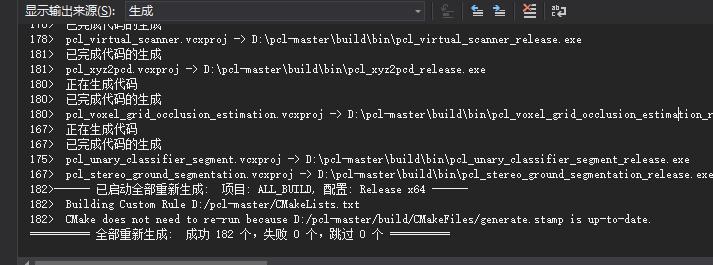 显示输出来源(S): 生成
178> 已完成代码的生成
178> pcl_virtual_scanner.vcxproj -> D:\pcl-master\build\bin\pcl_virtual_scanner_release.exe
181> 已完成代码的生成
181> pcl_xyz2pcd.vcxproj -> D:\pcl-master\build\bin\pcl_xyz2pcd_release.exe
180> 正在生成代码
180> 已完成代码的生成
180> pcl_voxel_grid_occlusion_estimation.vcxproj -> D:\pcl-master\build\bin\pcl_voxel_grid_occlusion_estimation_r
167> 正在生成代码
167> 已完成代码的生成
175> pcl_unary_classifier_segment.vcxproj -> D:\pcl-master\build\bin\pcl_unary_classifier_segment_release.exe
167> pcl_stereo_ground_segmentation.vcxproj -> D:\pcl-master\build\bin\pcl_stereo_ground_segmentation_release.exe
182>------ 已启动全部重新生成: 项目: ALL_BUILD, 配置: Release x64 ------
182> Building Custom Rule D:/pcl-master/CMakeLists.txt
182> CMake does not need to re-run because D:/pcl-master/build/CMakeFiles/generate.stamp is up-to-date.
========== 全部重新生成: 成功 182 个，失败 0 个，跳过 0 个 ==========